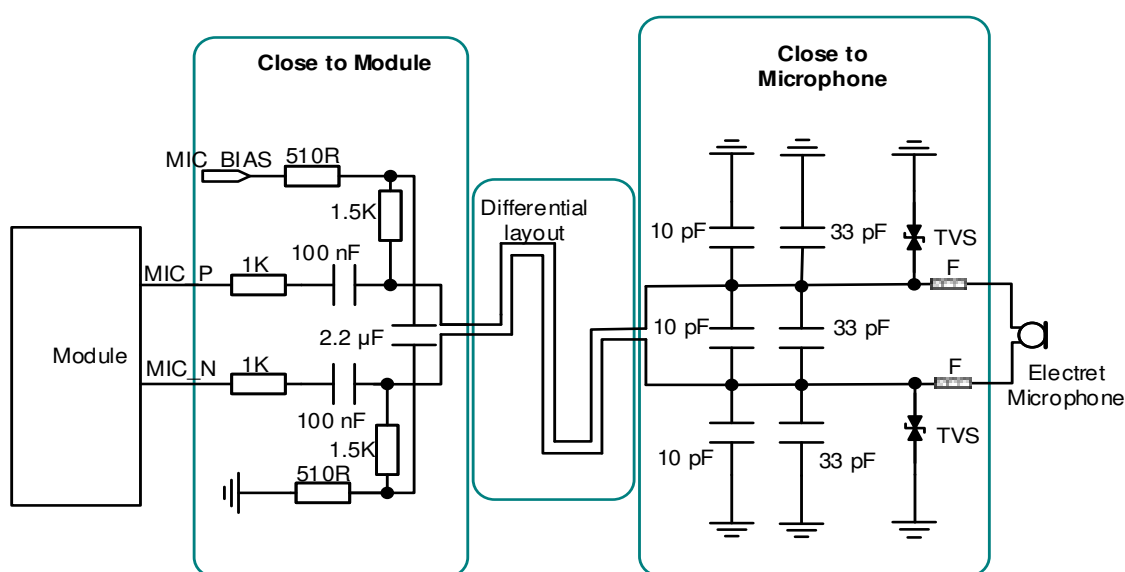 Close to Module
Close to
Microphone
MIC_BIAS
510R
1.5K
Differential
layout
10 pF
33 pF
TVS
100 nF
MIC_P
1K
F
2.2 µF
10 pF
33 pF
Module
MIC_N
1K
F
Electret
Microphone
100 nF
1.5K
TVS
10 pF
33 pF
510R